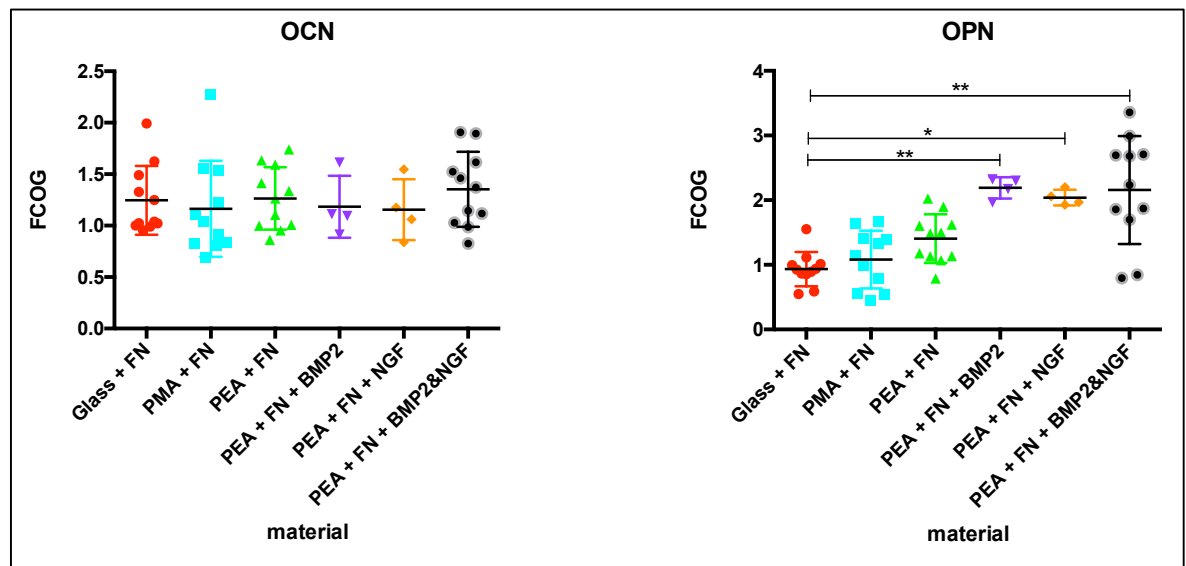 OCN
2.5
2.0
1.5
1.0
0.5
0.0
FCOG
Glass + FN
PMA + FN
PEA + FN
PEA + FN + BMP2
PEA + FN + NGF
PEA + FN + BMP2&NGF
material
OPN
4
3
2
1
0
FCOG
**
*
**
Glass + FN
PMA + FN
PEA + FN
PEA + FN + BMP2
PEA + FN + NGF
PEA + FN + BMP2&NGF
material